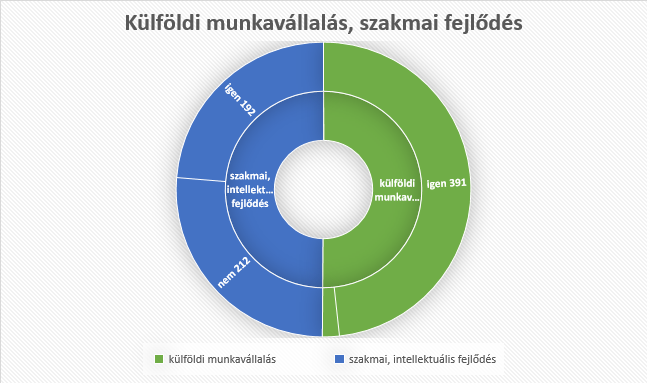 Külföldi munkavállalás, szakmai fejlődés
igen 192
szakmai,
intellekt...
fejlődés
külföldi
munkav...
igen 391
nem 212
külföldi munkavállalás
szakmai, intellektuális fejlődés